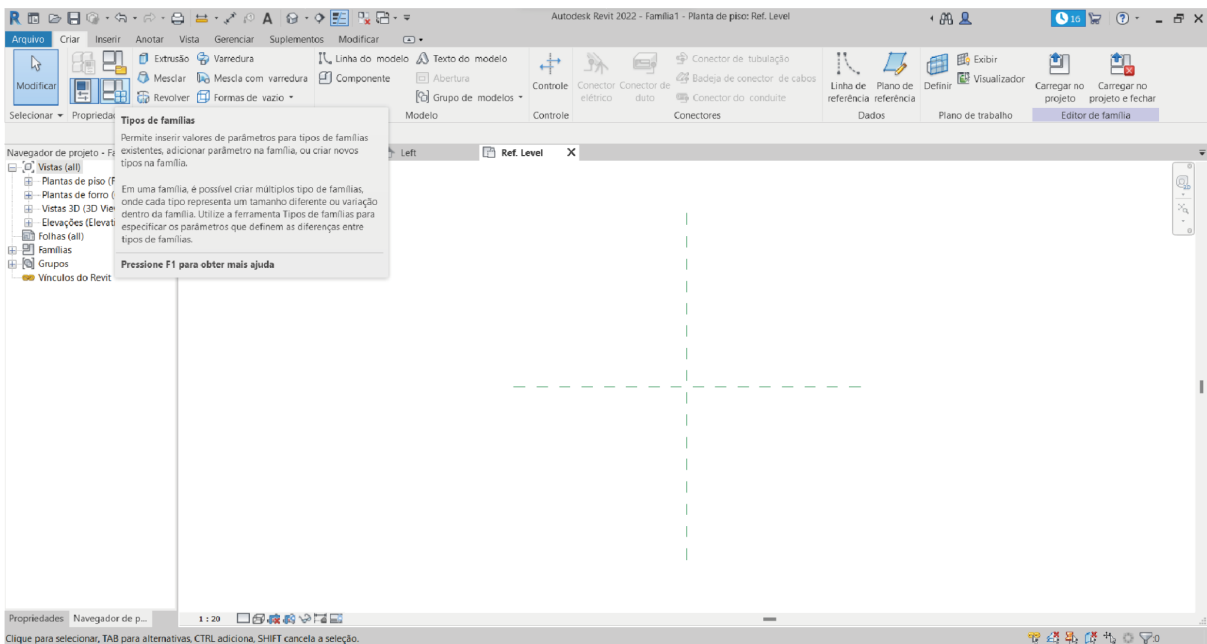 Autodesk Revit 2022 - Família1 - Planta de piso: Ref. Level
16
Arquivo Criar Inserir Anotar Vista Gerenciar Suplementos Modificar
Modificar
Extrusão Varredura
Mesclar Mescla com varredura
Revolver Formas de vazio
Linha do modelo Texto do modelo
Componente Abertura
Grupo de modelos
Controle
Conector elétrico
Conector de duto
Conector de tubulação
Badeja de conector de cabos
Conector do conduite
Linha de referência
Plano de referência
Definir
Exibir
Visualizador
Carregar no projeto
Carregar no projeto e fechar
Selecionar Propriedad Modelo Controle Conectores Dados Plano de trabalho Editor de família
Tipos de famílias
Permite inserir valores de parâmetros para tipos de famílias
existentes, adicionar parâmetro na família, ou criar novos
tipos na família.
Em uma família, é possível criar múltiplos tipo de famílias,
onde cada tipo representa um tamanho diferente ou variação
dentro da família. Utilize a ferramenta Tipos de famílias para
especificar os parâmetros que definem as diferenças entre
tipos de famílias.
Pressione F1 para obter mais ajuda
Navegador de projeto - Fa
Left
Ref. Level X
Vistas (all)
Plantas de piso (F
Plantas de forro (
Vistas 3D (3D Vie
Elevações (Elevati
Folhas (all)
Famílias
Grupos
Vínculos do Revit
Propriedades Navegador de p...
1 : 20
Clique para selecionar, TAB para alternativas, CTRL adiciona, SHIFT cancela a seleção.
:0